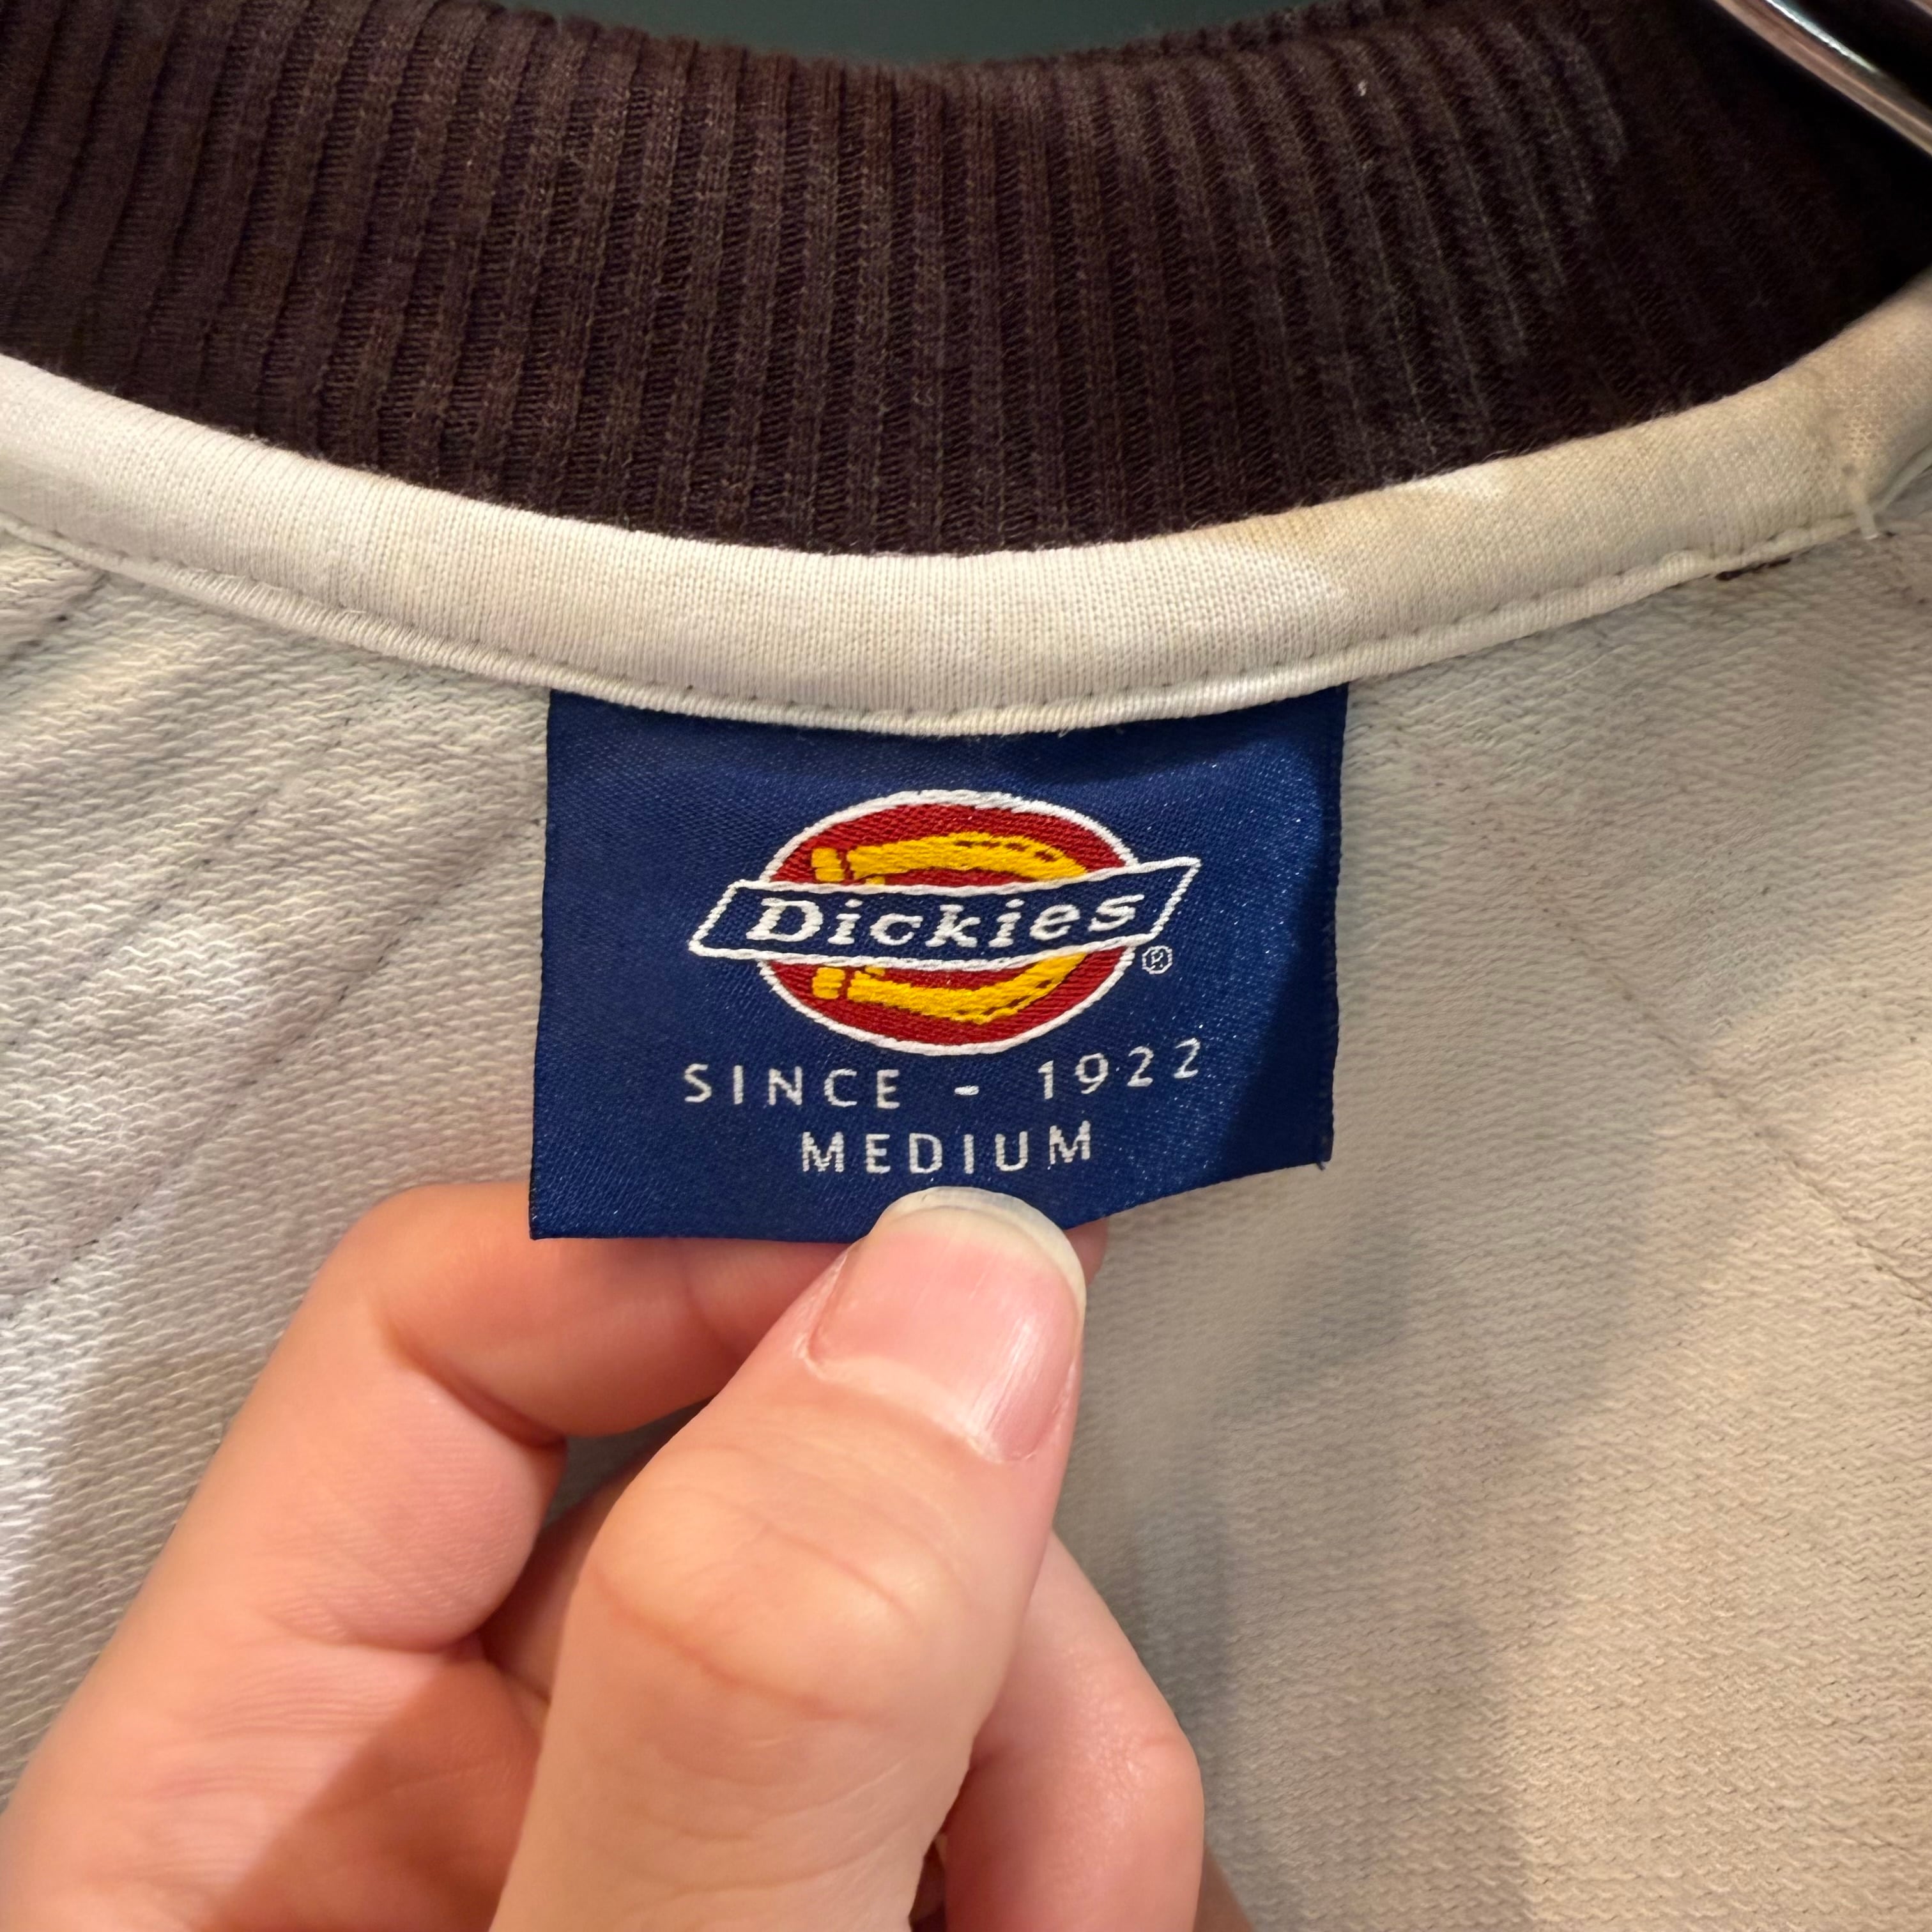 Dickies
®
SINCE - 1922
MEDIUM